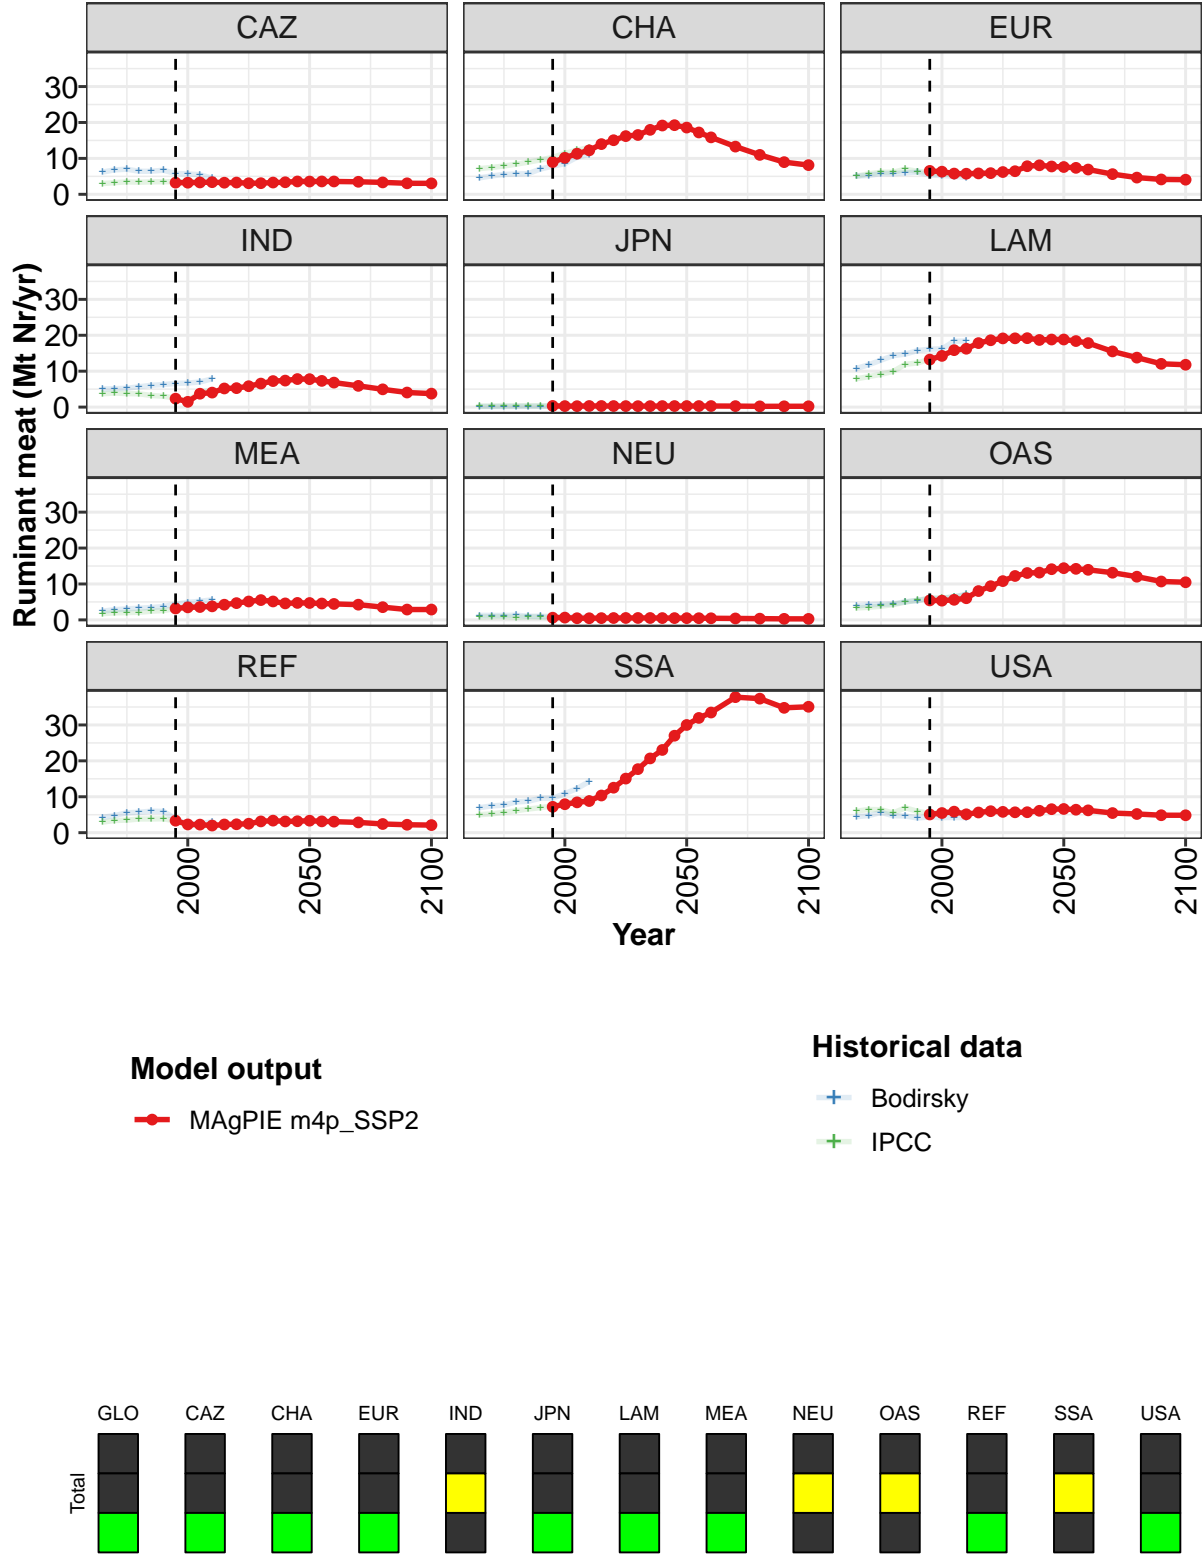 CAZ CHA EUR
30
20
10
0
IND JPN LAM
30
20
10
0
MEA NEU OAS
30
20
10
0
REF SSA USA
30
20
10
0
Ruminant meat (Mt Nr/yr)
2000 2050 2100 2000 2050 2100 2000 2050 2100
Year
Model output
MAgPIE m4p_SSP2
Historical data
Bodirsky
IPCC
GLO CAZ CHA EUR IND JPN LAM MEA NEU OAS REF SSA USA
Total